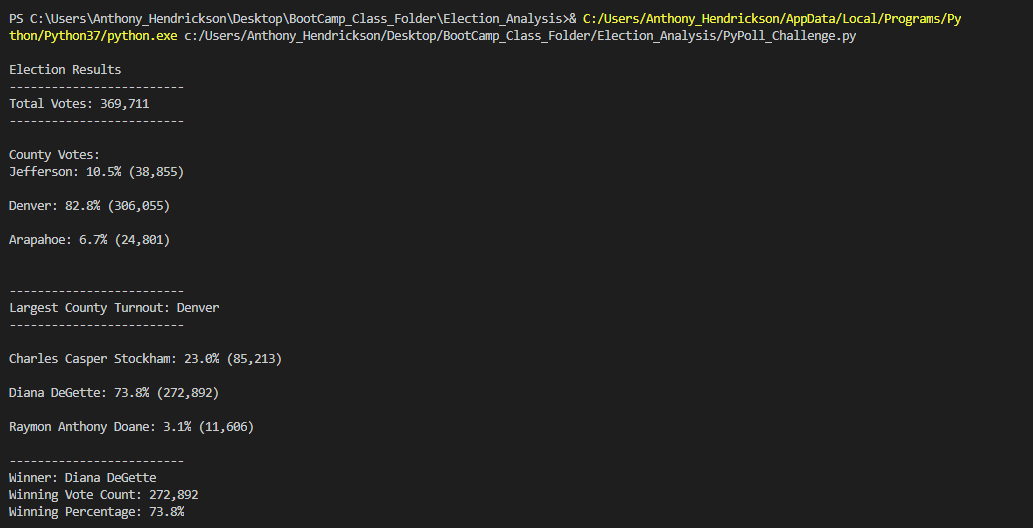 PS C:\Users\Anthony_Hendrickson\Desktop\BootCamp_Class_Folder\Election_Analysis>& C:/Users/Anthony_Hendrickson/AppData/Local/Programs/Py
thon/Python37/python.exe c:/Users/Anthony_Hendrickson/Desktop/BootCamp_Class_Folder/Election_Analysis/PyPoll_Challenge.py
Election Results
-------------------------
Total Votes: 369,711
-------------------------
County Votes:
Jefferson: 10.5% (38,855)
Denver: 82.8% (306,055)
Arapahoe: 6.7% (24,801)
-------------------------
Largest County Turnout: Denver
-------------------------
Charles Casper Stockham: 23.0% (85,213)
Diana DeGette: 73.8% (272,892)
Raymon Anthony Doane: 3.1% (11,606)
-------------------------
Winner: Diana DeGette
Winning Vote Count: 272,892
Winning Percentage: 73.8%